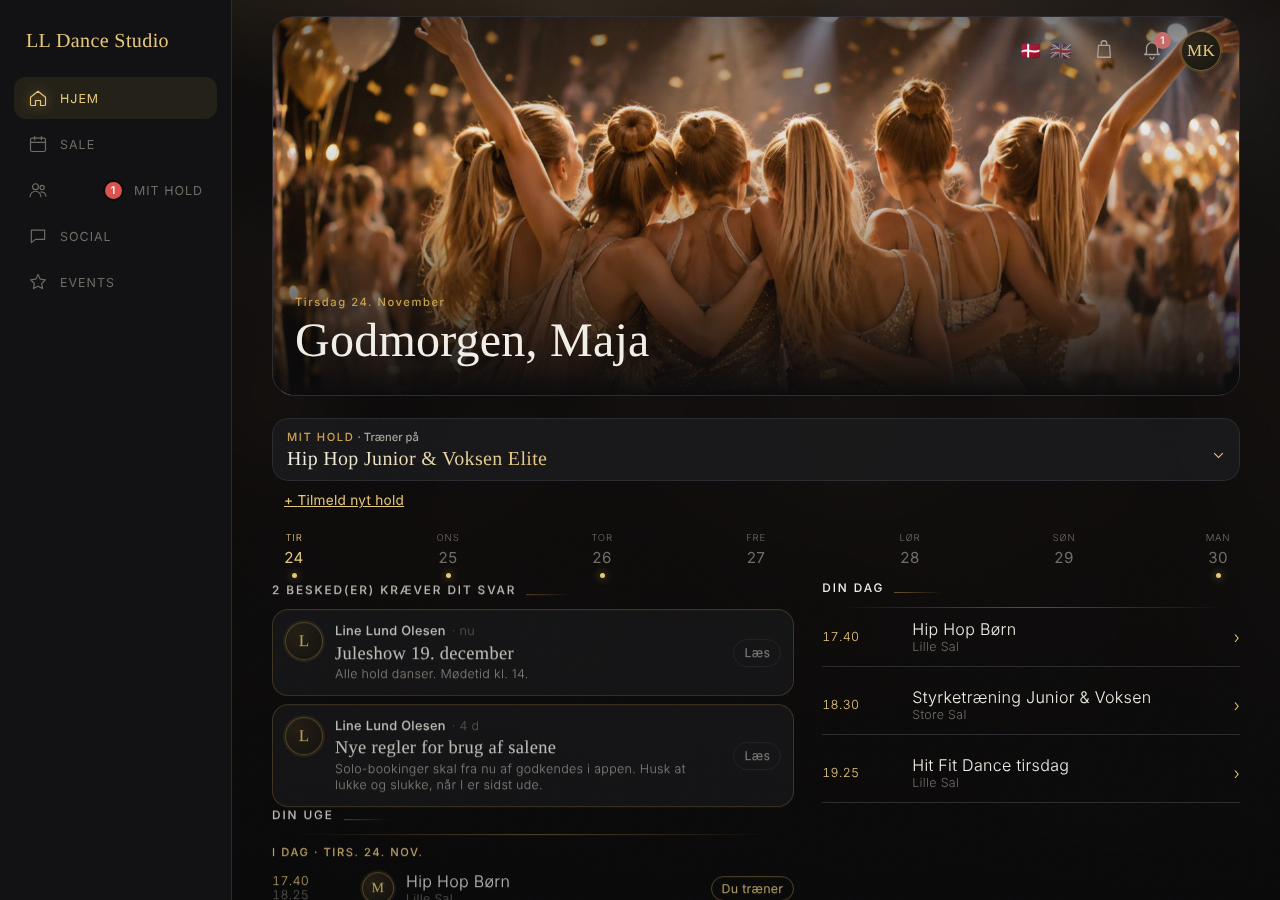 LL Dance Studio
HJEM
SALE
1 MIT HOLD
SOCIAL
EVENTS
1
MK
Tirsdag 24. November
Godmorgen, Maja
MIT HOLD · Træner på
Hip Hop Junior & Voksen Elite
+ Tilmeld nyt hold
TIR ONS TOR FRE LØR SØN MAN
24 25 26 27 28 29 30
2 BESKED(ER) KRÆVER DIT SVAR
L
Line Lund Olesen · nu
Juleshow 19. december
Alle hold danser. Mødetid kl. 14.
Læs
L
Line Lund Olesen · 4 d
Nye regler for brug af salene
Solo-bookinger skal fra nu af godkendes i appen. Husk at
lukke og slukke, når I er sidst ude.
Læs
DIN UGE
I DAG · TIRS. 24. NOV.
17.40
18.25
M
Hip Hop Børn
Lille Sal
Du træner
DIN DAG
17.40
Hip Hop Børn
Lille Sal
›
18.30
Styrketræning Junior & Voksen
Store Sal
›
19.25
Hit Fit Dance tirsdag
Lille Sal
›